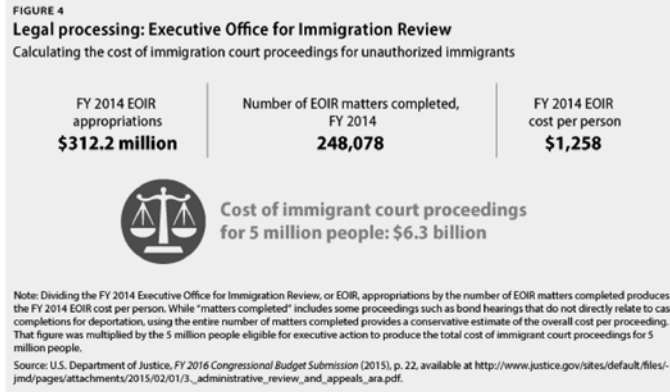 FIGURE 4
Legal processing: Executive Office for Immigration Review
Calculating the cost of immigration court proceedings for unauthorized immigrants
FY 2014 EOIR
appropriations
$312.2 million
Number of EOIR matters completed,
FY 2014
248,078
FY 2014 EOIR
cost per person
$1,258
Cost of immigrant court proceedings
for 5 million people: $6.3 billion
Note: Dividing the FY 2014 Executive Office for Immigration Review, or EOIR, appropriations by the number of EOIR matters completed produces
the FY 2014 EOIR cost per person. While "matters completed" includes some proceedings such as bond hearings that do not directly relate to cas
completions for deportation, using the entire number of matters completed provides a conservative estimate of the overall cost per proceeding.
That figure was multiplied by the 5 million people eligible for executive action to produce the total cost of immigrant court proceedings for 5
million people.
Source: U.S. Department of Justice, FY 2016 Congressional Budget Submission (2015), p. 22, available at http://www.justice.gov/sites/default/files/
jmd/pages/attachments/2015/02/01/3._administrative_review_and_appeals_ara.pdf.